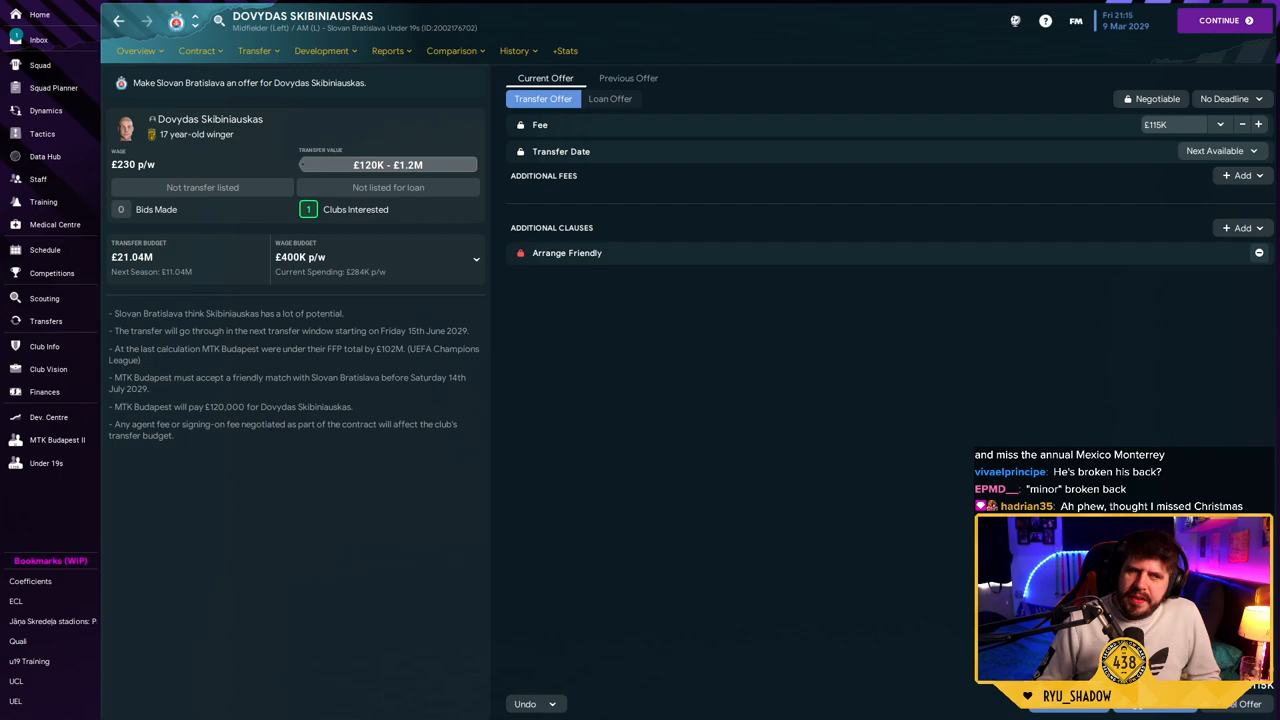 Home
Inbox
1
Squad
Squad Planner
Dynamics
Tactics
Data Hub
Staff
Training
Medical Centre
Schedule
Competitions
Scouting
Transfers
Club Info
Club Vision
Finances
Dev. Centre
MTK Budapest II
Under 19s
Bookmarks (WiP)
Coefficients
ECL
Jāņa Skredeļa stadions: P
Quali
u19 Training
UCL
UEL
DOVYDAS SKIBINIAUSKAS
Midfielder (Left) / AM (L) - Slovan Bratislava Under 19s (ID:2002176702)
FM
Fri 21:15
9 Mar 2029
CONTINUE
Overview
Contract
Transfer
Development
Reports
Comparison
History
+Stats
Make Slovan Bratislava an offer for Dovydas Skibiniauskas.
Dovydas Skibiniauskas
17 year-old winger
WAGE
£230 p/w
TRANSFER VALUE
£120K - £1.2M
Not transfer listed
Not listed for loan
0 Bids Made
1 Clubs Interested
TRANSFER BUDGET
£21.04M
Next Season: £11.04M
WAGE BUDGET
£400K p/w
Current Spending: £284K p/w
- Slovan Bratislava think Skibiniauskas has a lot of potential.
- The transfer will go through in the next transfer window starting on Friday 15th June 2029.
- At the last calculation MTK Budapest were under their FFP total by £102M. (UEFA Champions
League)
- MTK Budapest must accept a friendly match with Slovan Bratislava before Saturday 14th
July 2029.
- MTK Budapest will pay £120,000 for Dovydas Skibiniauskas.
- Any agent fee or signing-on fee negotiated as part of the contract will affect the club's
transfer budget.
Current Offer
Previous Offer
Transfer Offer
Loan Offer
Negotiable
No Deadline
Fee
£115K
Transfer Date
Next Available
ADDITIONAL FEES
Add
ADDITIONAL CLAUSES
Add
Arrange Friendly
and miss the annual Mexico Monterrey
vivaelprincipe: He's broken his back?
EPMD__: "minor" broken back
hadrian35: Ah phew, thought I missed Christmas
438
RYU_SHADOW
Undo
Offer